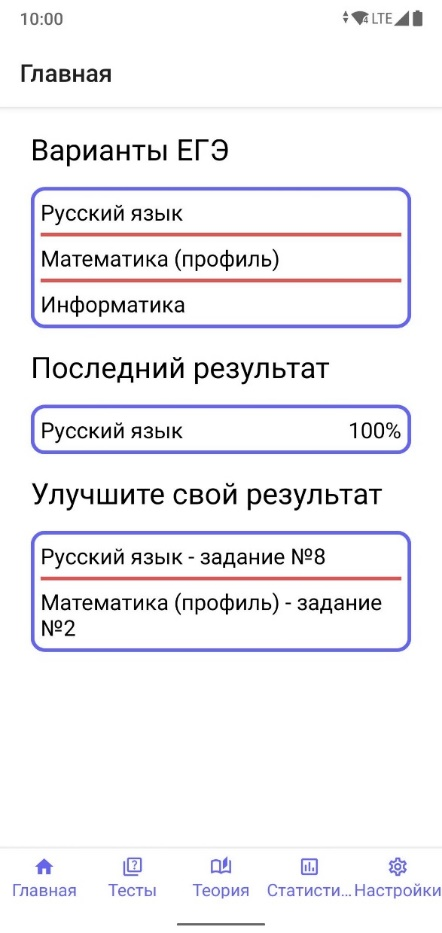 10:00
LTE
Главная
Варианты ЕГЭ
Русский язык
Математика (профиль)
Информатика
Последний результат
Русский язык 100%
Улучшите свой результат
Русский язык - задание №8
Математика (профиль) - задание
№2
Главная Тесты Теория Статисти... Настройки